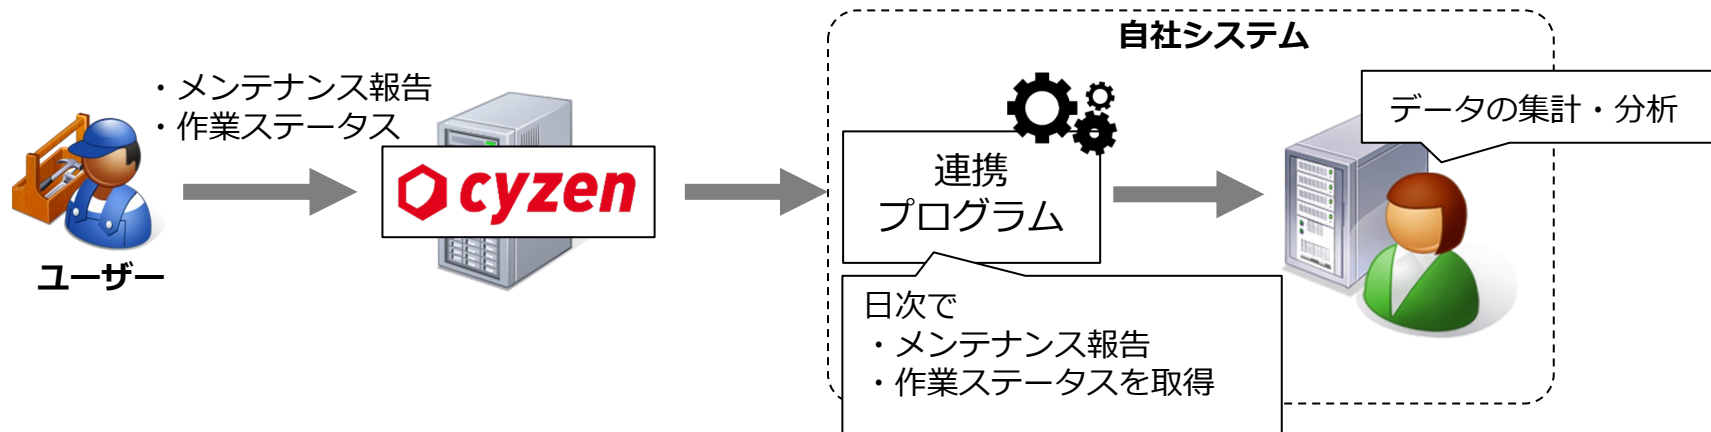 自社システム
・メンテナンス報告
・作業ステータス
cyzen
ユーザー
連携
プログラム
データの集計・分析
日次で
・メンテナンス報告
・作業ステータスを取得